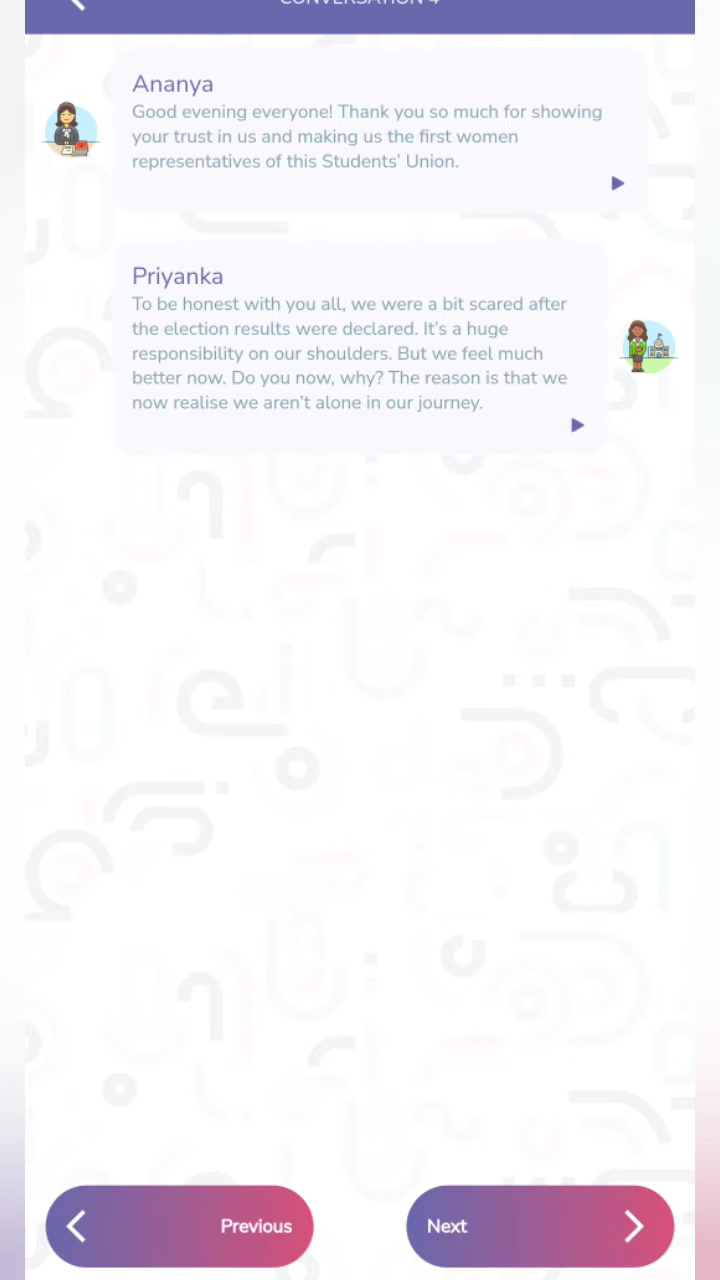 CONVERSATION 4
Ananya
Good evening everyone! Thank you so much for showing
your trust in us and making us the first women
representatives of this Students' Union.
Priyanka
To be honest with you all, we were a bit scared after
the election results were declared. It's a huge
responsibility on our shoulders. But we feel much
better now. Do you now, why? The reason is that we
now realise we aren't alone in our journey.
Previous
Next